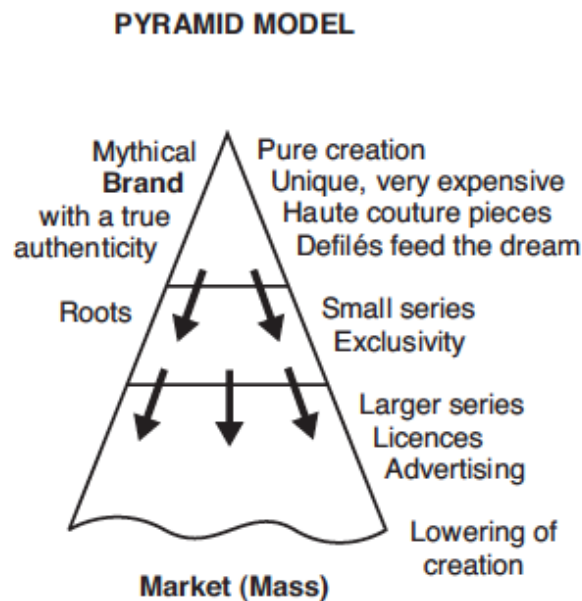 PYRAMID MODEL
Mythical
Brand
with a true
authenticity
Pure creation
Unique, very expensive
Haute couture pieces
Defilés feed the dream
Roots
Small series
Exclusivity
Larger series
Licences
Advertising
Lowering of
creation
Market (Mass)